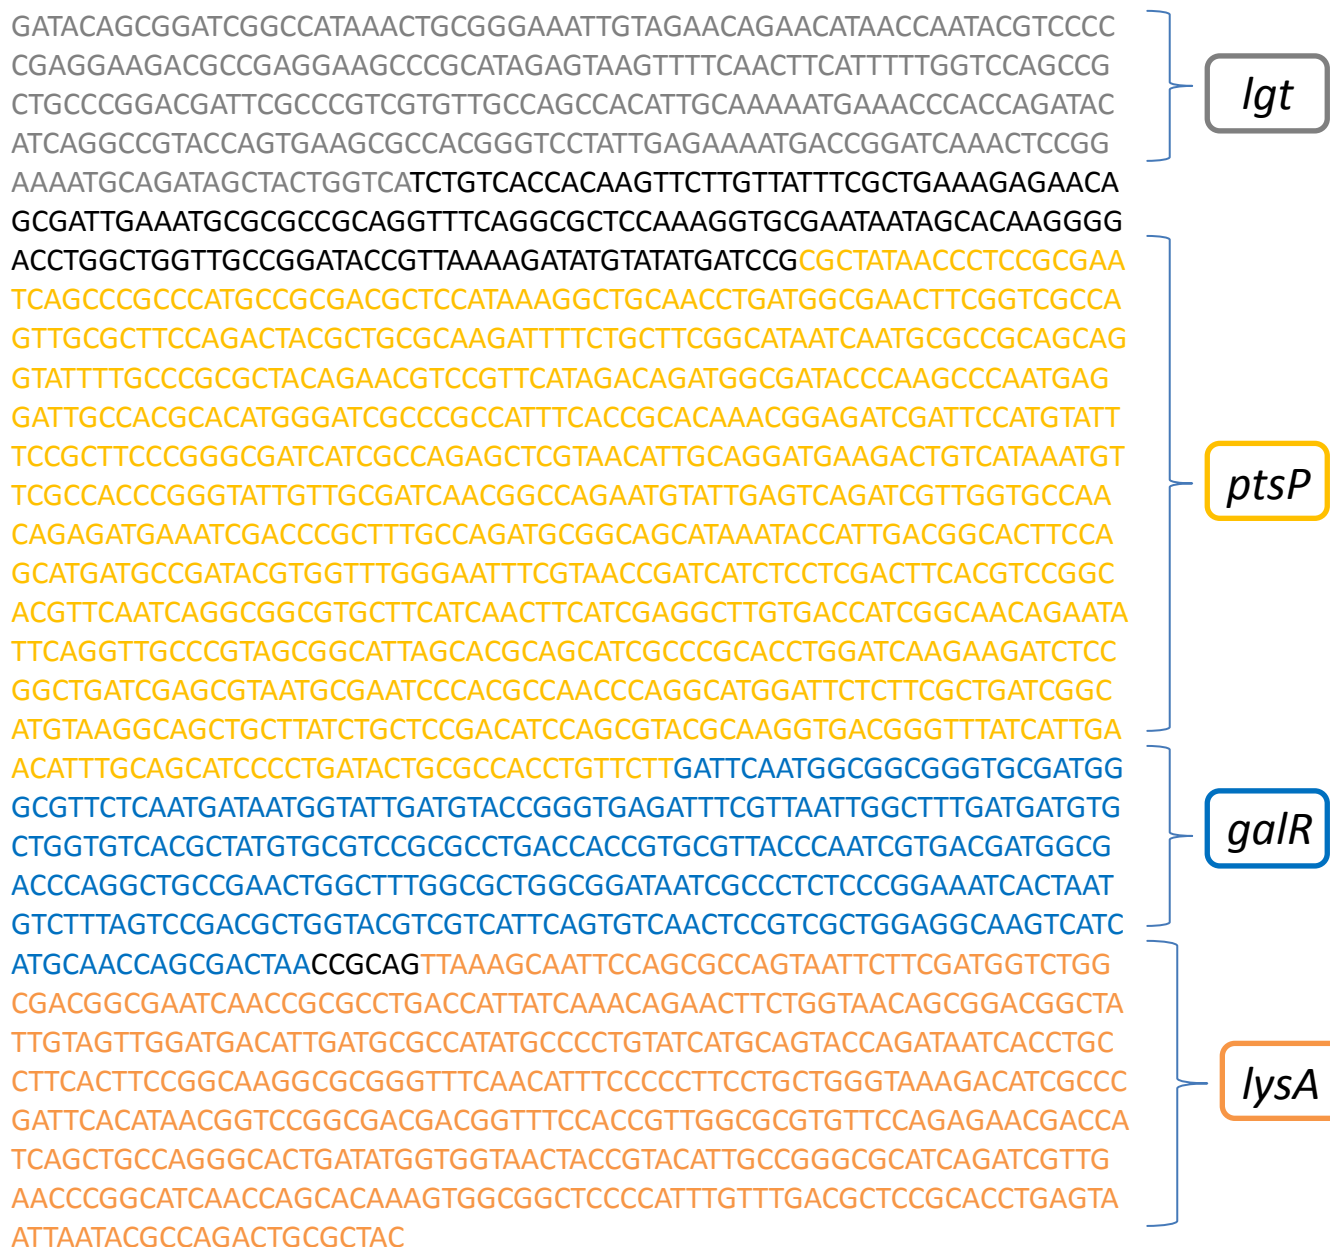 GATACAGCGGATCGGCCATAAACTGCGGGAAATTGTAGAACAGAACATAACCAATACGTCCCC
CGAGGAAGACGCCGAGGAAGCCCGCATAGAGTAAGTTTTCAACTTCATTTTTGGTCCAGCCG
lgt
CTGCCCGGACGATTCGCCCGTCGTGTTGCCAGCCACATTGCAAAAATGAAACCCACCAGATAC
ATCAGGCCGTACCAGTGAAGCGCCACGGGTCCTATTGAGAAAATGACCGGATCAAACTCCGG
AAAATGCAGATAGCTACTGGTCATCTGTCACCACAAGTTCTTGTTATTTCGCTGAAAGAGAACA
GCGATTGAAATGCGCGCCGCAGGTTTCAGGCGCTCCAAAGGTGCGAATAATAGCACAAGGGG
ACCTGGCTGGTTGCCGGATACCGTTAAAAGATATGTATATGATCCGCGCTATAACCCTCCGCGAA
TCAGCCCGCCCATGCCGCGACGCTCCATAAAGGCTGCAACCTGATGGCGAACTTCGGTCGCCA
GTTGCGCTTCCAGACTACGCTGCGCAAGATTTTCTGCTTCGGCATAATCAATGCGCCGCAGCAG
GTATTTTGCCCGCGCTACAGAACGTCCGTTCATAGACAGATGGCGATACCCAAGCCCAATGAG
GATTGCCACGCACATGGGATCGCCCGCCATTTCACCGCACAAACGGAGATCGATTCCATGTATT
TCCGCTTCCCGGGCGATCATCGCCAGAGCTCGTAACATTGCAGGATGAAGACTGTCATAAATGT
TCGCCACCCGGGTATTGTTGCGATCAACGGCCAGAATGTATTGAGTCAGATCGTTGGTGCCAA
ptsP
CAGAGATGAAATCGACCCGCTTTGCCAGATGCGGCAGCATAAATACCATTGACGGCACTTCCA
GCATGATGCCGATACGTGGTTTGGGAATTTCGTAACCGATCATCTCCTCGACTTCACGTCCGGC
ACGTTCAATCAGGCGGCGTGCTTCATCAACTTCATCGAGGCTTGTGACCATCGGCAACAGAATA
TTCAGGTTGCCCGTAGCGGCATTAGCACGCAGCATCGCCCGCACCTGGATCAAGAAGATCTCC
GGCTGATCGAGCGTAATGCGAATCCCACGCCAACCCAGGCATGGATTCTCTTCGCTGATCGGC
ATGTAAGGCAGCTGCTTATCTGCTCCGACATCCAGCGTACGCAAGGTGACGGGTTTATCATTGA
ACATTTGCAGCATCCCCTGATACTGCGCCACCTGTTCTTGATTCAATGGCGGCGGGTGCGATGG
GCGTTCTCAATGATAATGGTATTGATGTACCGGGTGAGATTTCGTTAATTGGCTTTGATGATGTG
galR
CTGGTGTCACGCTATGTGCGTCCGCGCCTGACCACCGTGCGTTACCCAATCGTGACGATGGCG
ACCCAGGCTGCCGAACTGGCTTTGGCGCTGGCGGATAATCGCCCTCTCCCGGAAATCACTAAT
GTCTTTAGTCCGACGCTGGTACGTCGTCATTCAGTGTCAACTCCGTCGCTGGAGGCAAGTCATC
ATGCAACCAGCGACTAACCGCAGTTAAAGCAATTCCAGCGCCAGTAATTCTTCGATGGTCTGG
CGACGGCGAATCAACCGCGCCTGACCATTATCAAACAGAACTTCTGGTAACAGCGGACGGCTA
TTGTAGTTGGATGACATTGATGCGCCATATGCCCCTGTATCATGCAGTACCAGATAATCACCTGC
CTTCACTTCCGGCAAGGCGCGGGTTTCAACATTTCCCCCTTCCTGCTGGGTAAAGACATCGCCC
lysA
GATTCACATAACGGTCCGGCGACGACGGTTTCCACCGTTGGCGCGTGTTCCAGAGAACGACCA
TCAGCTGCCAGGGCACTGATATGGTGGTAACTACCGTACATTGCCGGGCGCATCAGATCGTTG
AACCCGGCATCAACCAGCACAAAGTGGCGGCTCCCCATTTGTTTGACGCTCCGCACCTGAGTA
ATTAATACGCCAGACTGCGCTAC